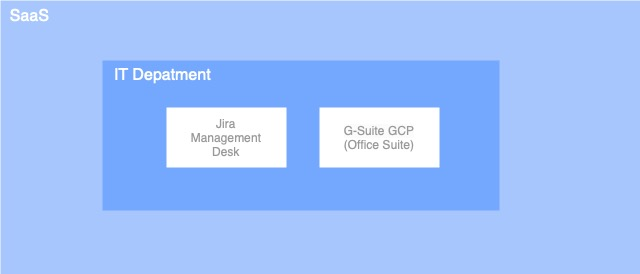 SaaS
IT Depatment
Jira
Management
Desk
G-Suite GCP
(Office Suite)